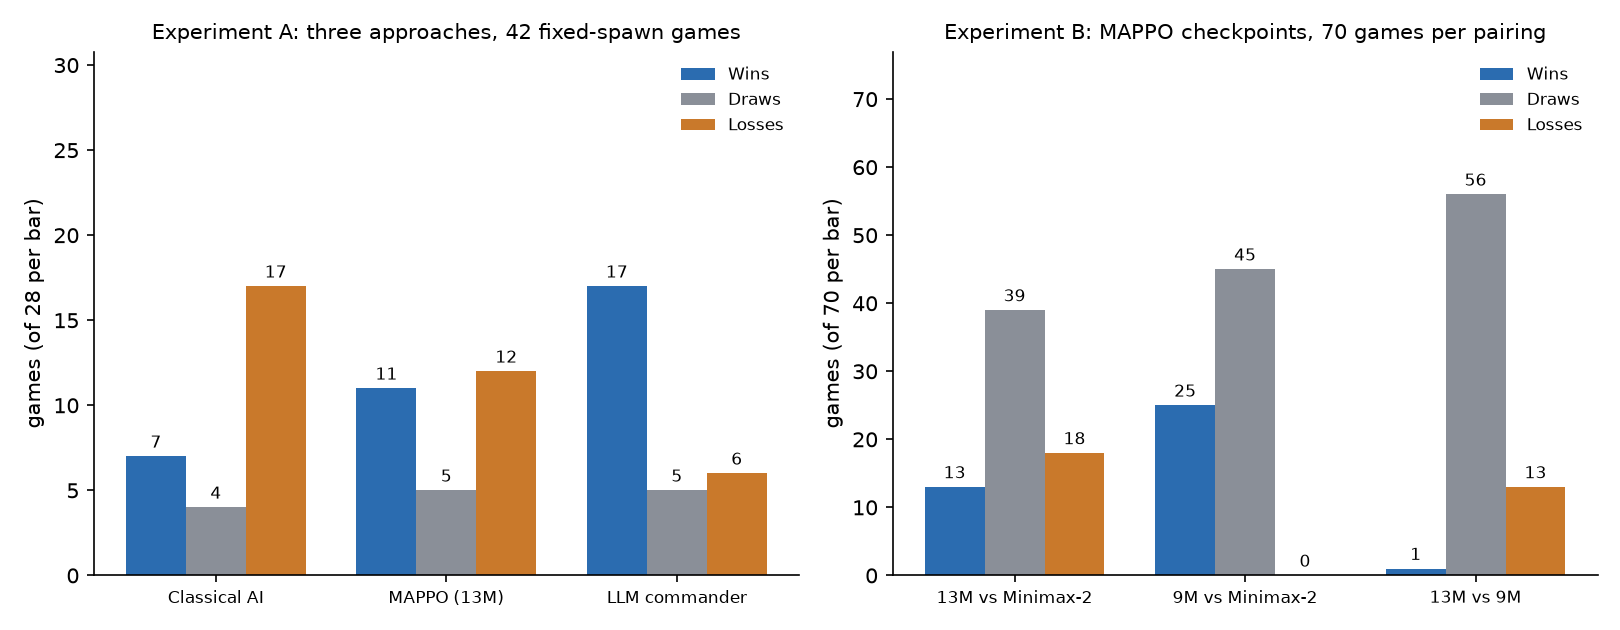 Experiment A: three approaches, 42 fixed-spawn games
games (of 28 per bar)
30
25
20
15
10
5
0
Wins
Draws
Losses
7
4
17
11
5
12
17
5
6
Classical AI
MAPPO (13M)
LLM commander
Experiment B: MAPPO checkpoints, 70 games per pairing
games (of 70 per bar)
70
60
50
40
30
20
10
0
Wins
Draws
Losses
13
39
18
25
45
0
1
56
13
13M vs Minimax-2
9M vs Minimax-2
13M vs 9M